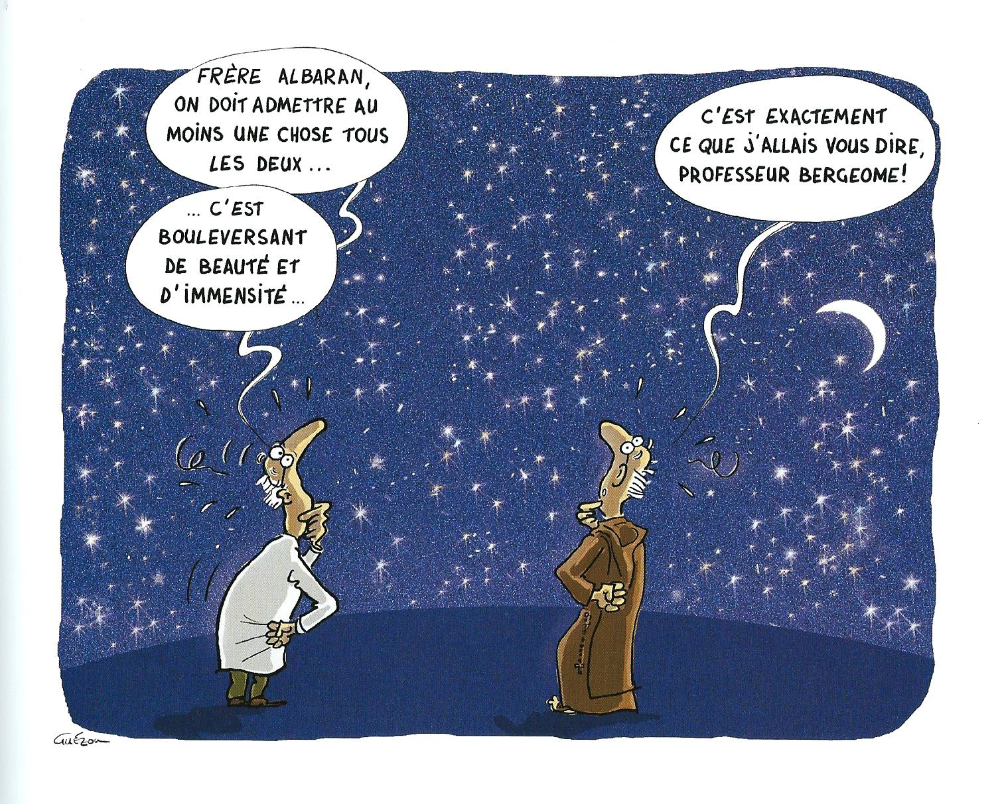 FRÈRE ALBARAN,
ON DOIT ADMETTRE AU
MOINS UNE CHOSE TOUS
LES DEUX...
... C'EST
BOULEVERSANT
DE BEAUTÉ ET
D'IMMENSITÉ...
C'EST EXACTEMENT
CE QUE J'ALLAIS VOUS DIRE,
PROFESSEUR BERGEOME!
GUÉZOU